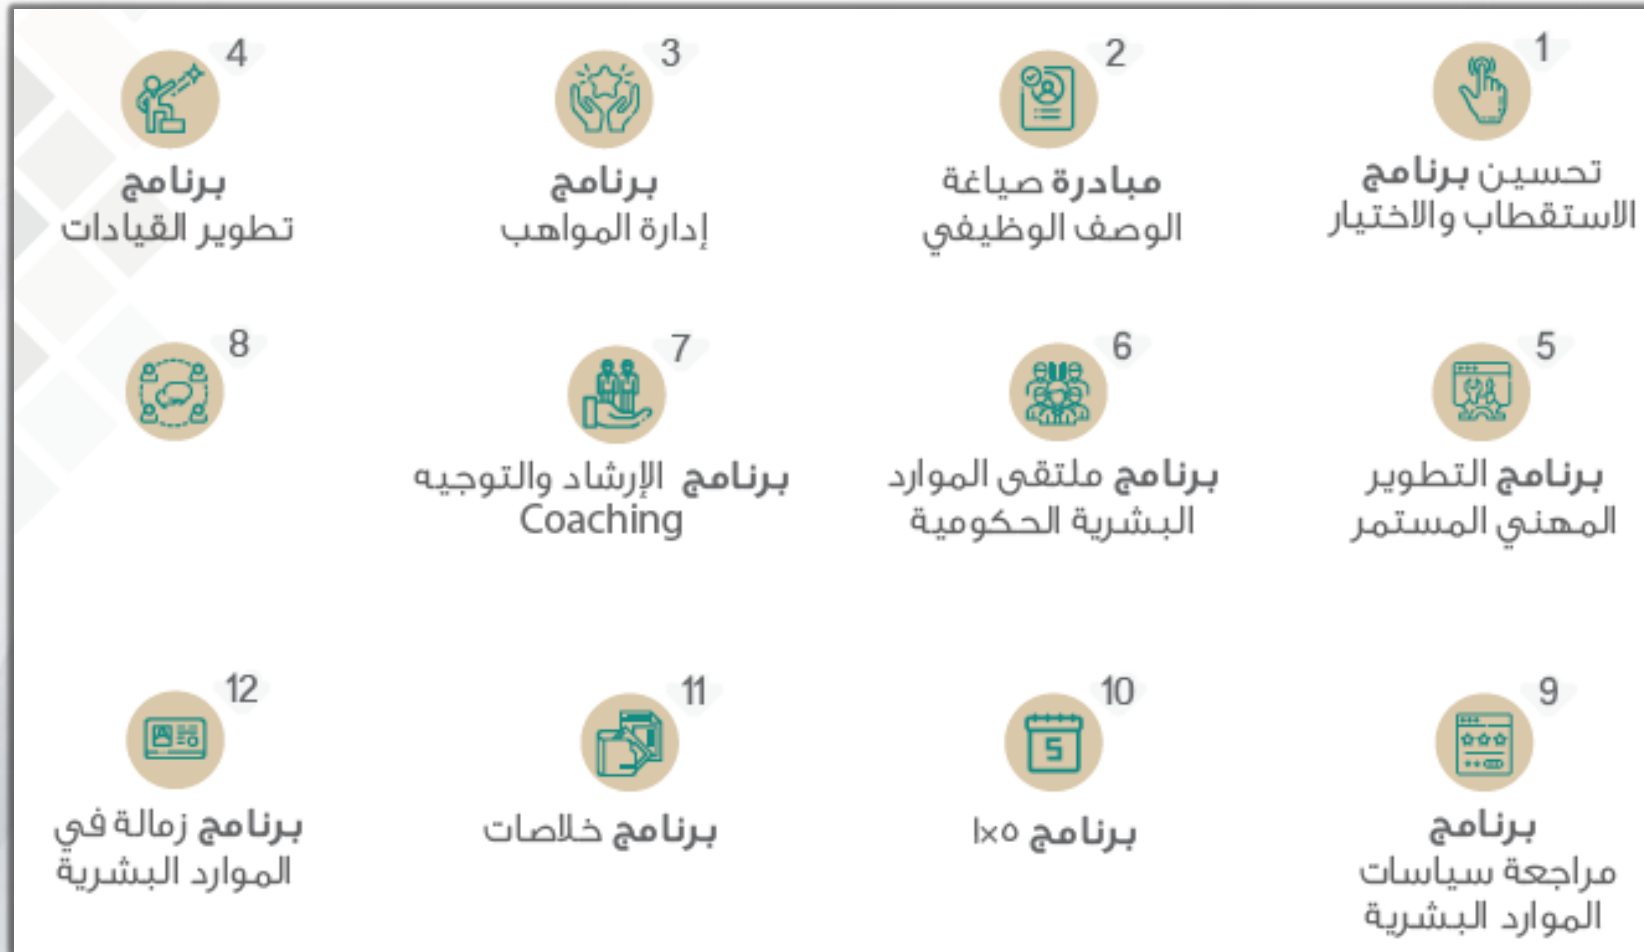 1
تحسين برنامج
الاستقطاب والاختيار
2
مبادرة صياغة
الوصف الوظيفي
3
برنامج
إدارة المواهب
4
برنامج
تطوير القيادات
5
برنامج التطوير
المهني المستمر
6
برنامج ملتقى الموارد
البشرية الحكومية
7
برنامج الإرشاد والتوجيه
Coaching
8
9
برنامج
مراجعة سياسات
الموارد البشرية
10
5
برنامج ٥×١
11
برنامج خلاصات
12
برنامج زمالة في
الموارد البشرية